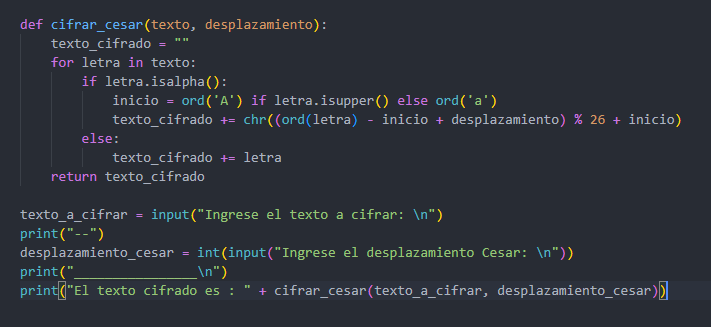 def cifrar_cesar(texto, desplazamiento):
    texto_cifrado = ""
    for letra in texto:
        if letra.isalpha():
            inicio = ord('A') if letra.isupper() else ord('a')
            texto_cifrado += chr((ord(letra) - inicio + desplazamiento) % 26 + inicio)
        else:
            texto_cifrado += letra
    return texto_cifrado

texto_a_cifrar = input("Ingrese el texto a cifrar: \n")
print("--")
desplazamiento_cesar = int(input("Ingrese el desplazamiento Cesar: \n"))
print("________________\n")
print("El texto cifrado es : " + cifrar_cesar(texto_a_cifrar, desplazamiento_cesar))